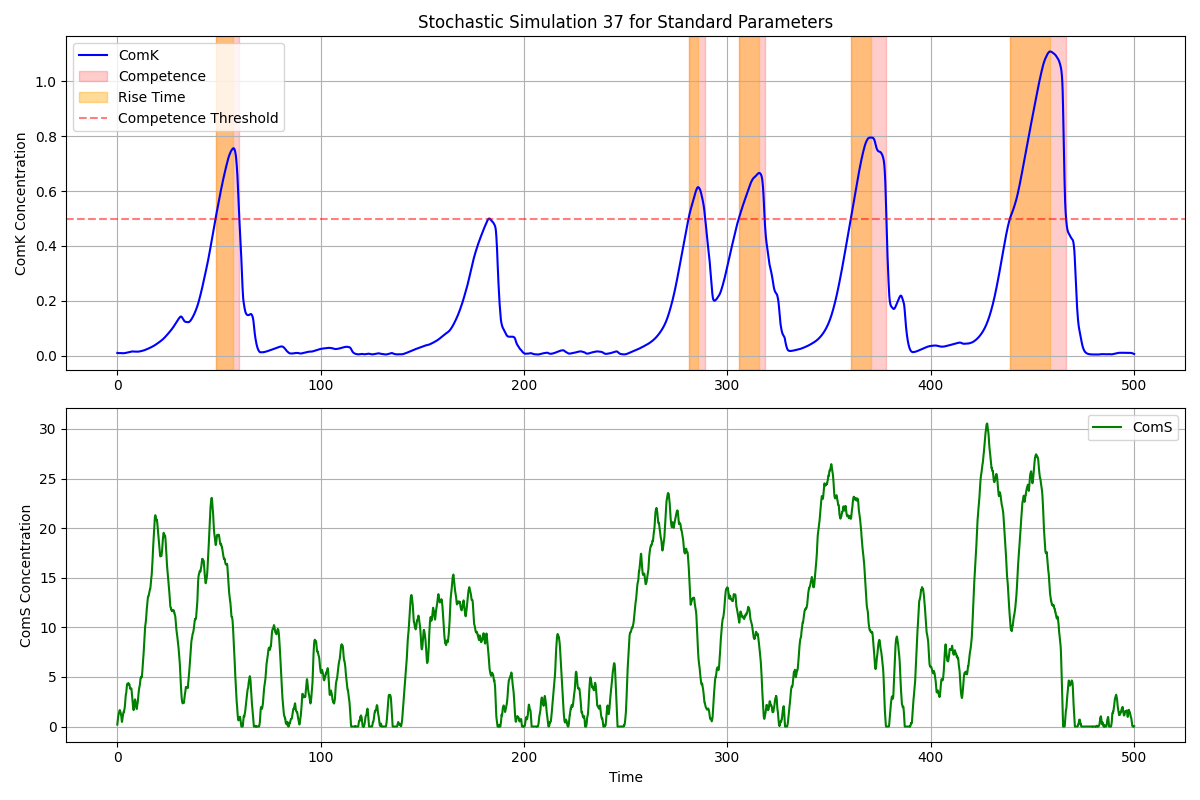 Stochastic Simulation 37 for Standard Parameters
ComK Concentration
1.0
0.8
0.6
0.4
0.2
0.0
ComK
Competence
Rise Time
Competence Threshold
0 100 200 300 400 500
ComS Concentration
30
25
20
15
10
5
0
ComS
0 100 200 300 400 500
Time